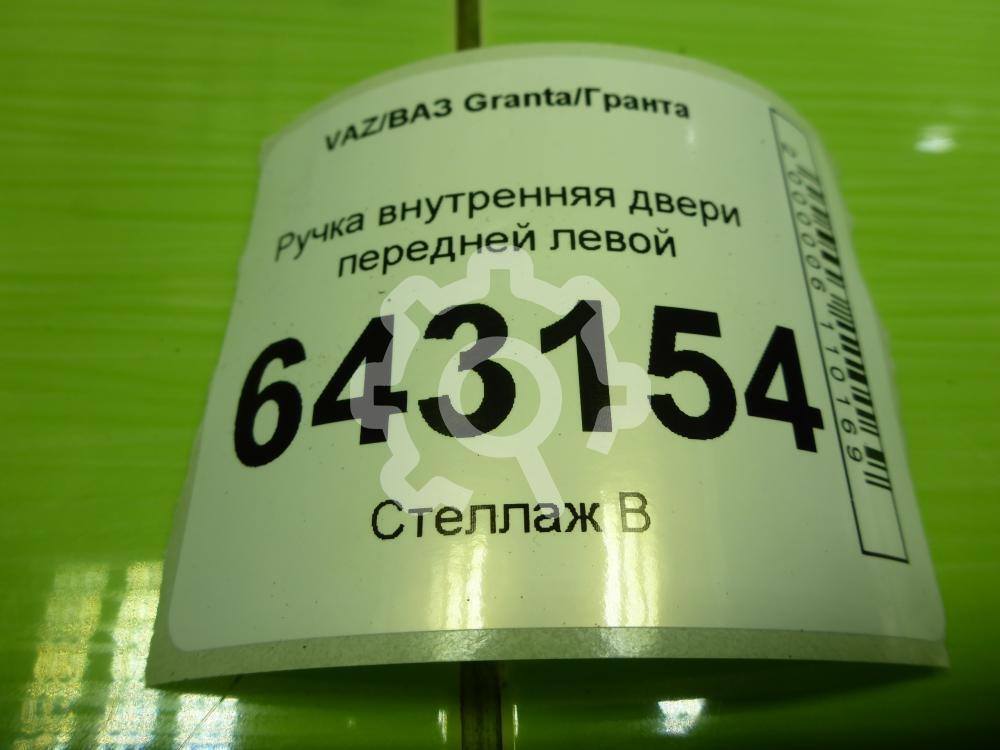 VAZ/ВАЗ Granta/Гранта
Ручка внутренняя двери
передней левой
643154
Стеллаж В
2000006110169